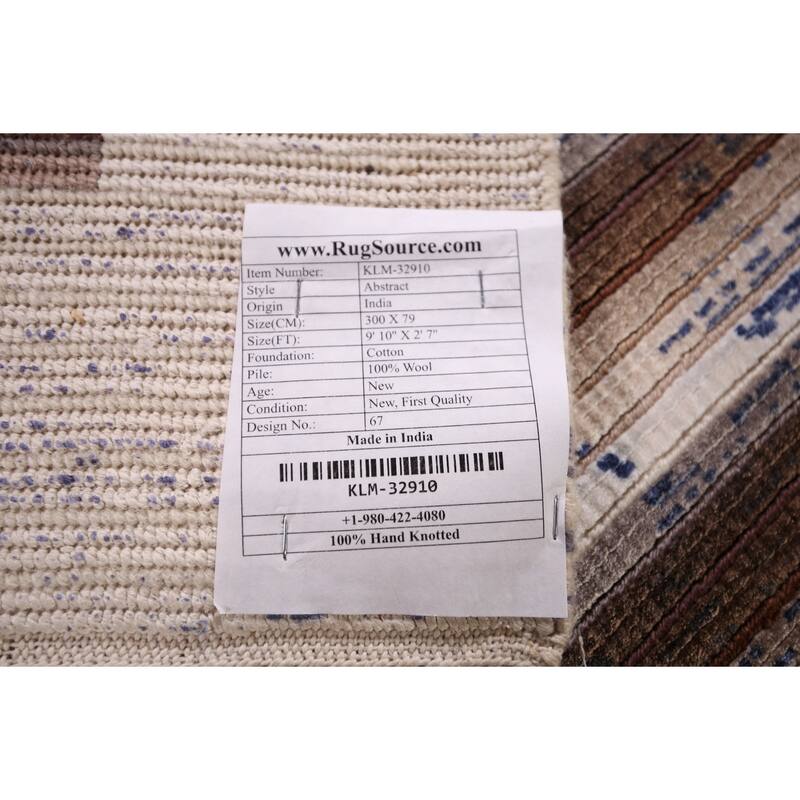 www.RugSource.com
Item Number: KLM-32910
Style Abstract
Origin India
Size(CM): 300 X 79
Size(FT): 9' 10" X 2' 7"
Foundation: Cotton
Pile: 100% Wool
Age: New
Condition: New, First Quality
Design No.: 67
Made in India
KLM-32910
+1-980-422-4080
100% Hand Knotted